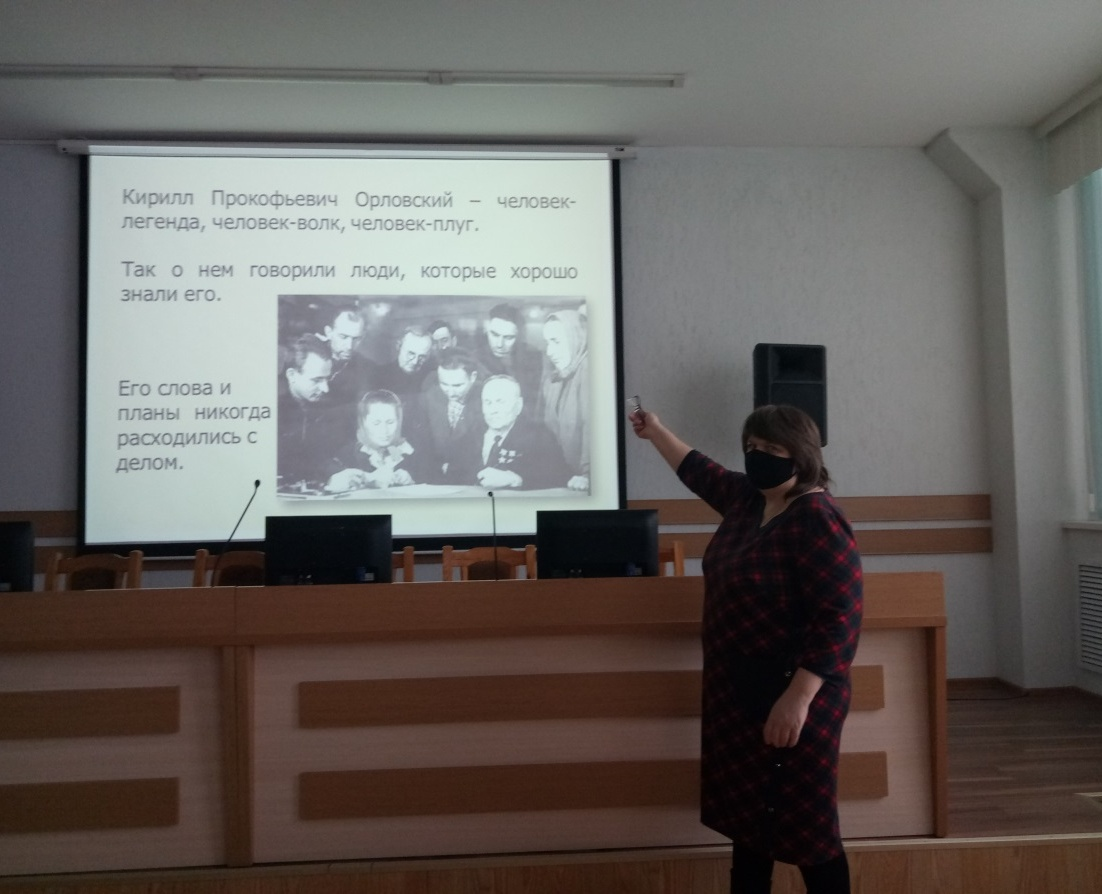 Кирилл Прокофьевич Орловский – человек-
легенда, человек-волк, человек-плуг.
Так о нем говорили люди, которые хорошо
знали его.
Его слова и
планы никогда
расходились с
делом.